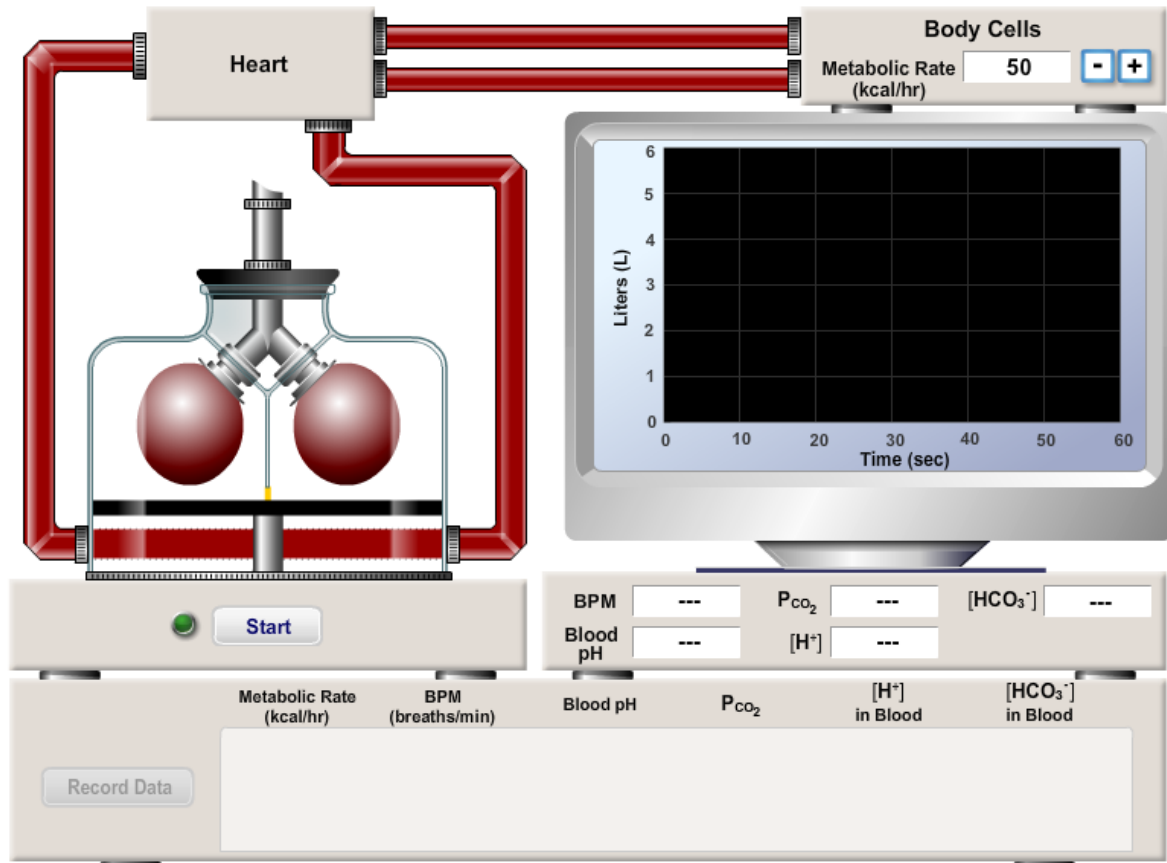 Heart
Body Cells
Metabolic Rate
(kcal/hr)
50
-
+
6
5
4
3
2
1
0
Liters (L)
0 10 20 30 40 50 60
Time (sec)
Start
BPM --- P_CO₂ --- [HCO₃⁻] ---
Blood
pH
--- [H⁺] ---
Metabolic Rate
(kcal/hr)
BPM
(breaths/min)
Blood pH
P_CO₂
[H⁺]
in Blood
[HCO₃⁻]
in Blood
Record Data